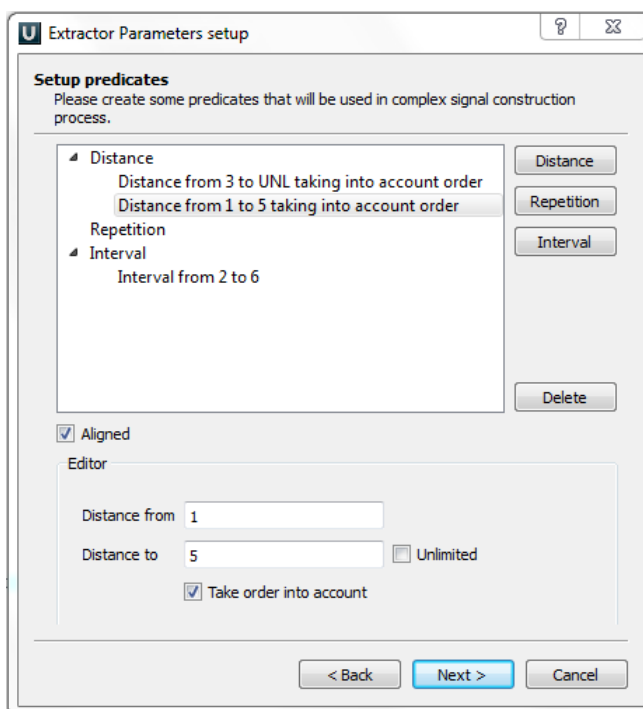 U Extractor Parameters setup
Setup predicates
Please create some predicates that will be used in complex signal construction
process.
Distance
Distance from 3 to UNL taking into account order
Distance from 1 to 5 taking into account order
Repetition
Interval
Interval from 2 to 6
Distance
Repetition
Interval
Delete
Aligned
Editor
Distance from 1
Distance to 5 Unlimited
Take order into account
< Back Next > Cancel